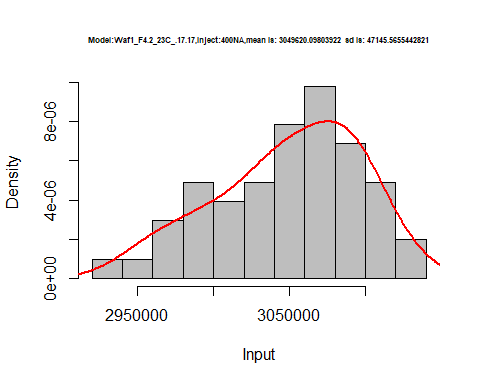 Model:Waf1_F4.2_23C_.17.17,Inject:400NA,mean is: 3049620.09803922 sd is: 47145.5655442821
Density
8e-06
4e-06
0e+00
2950000 3050000
Input